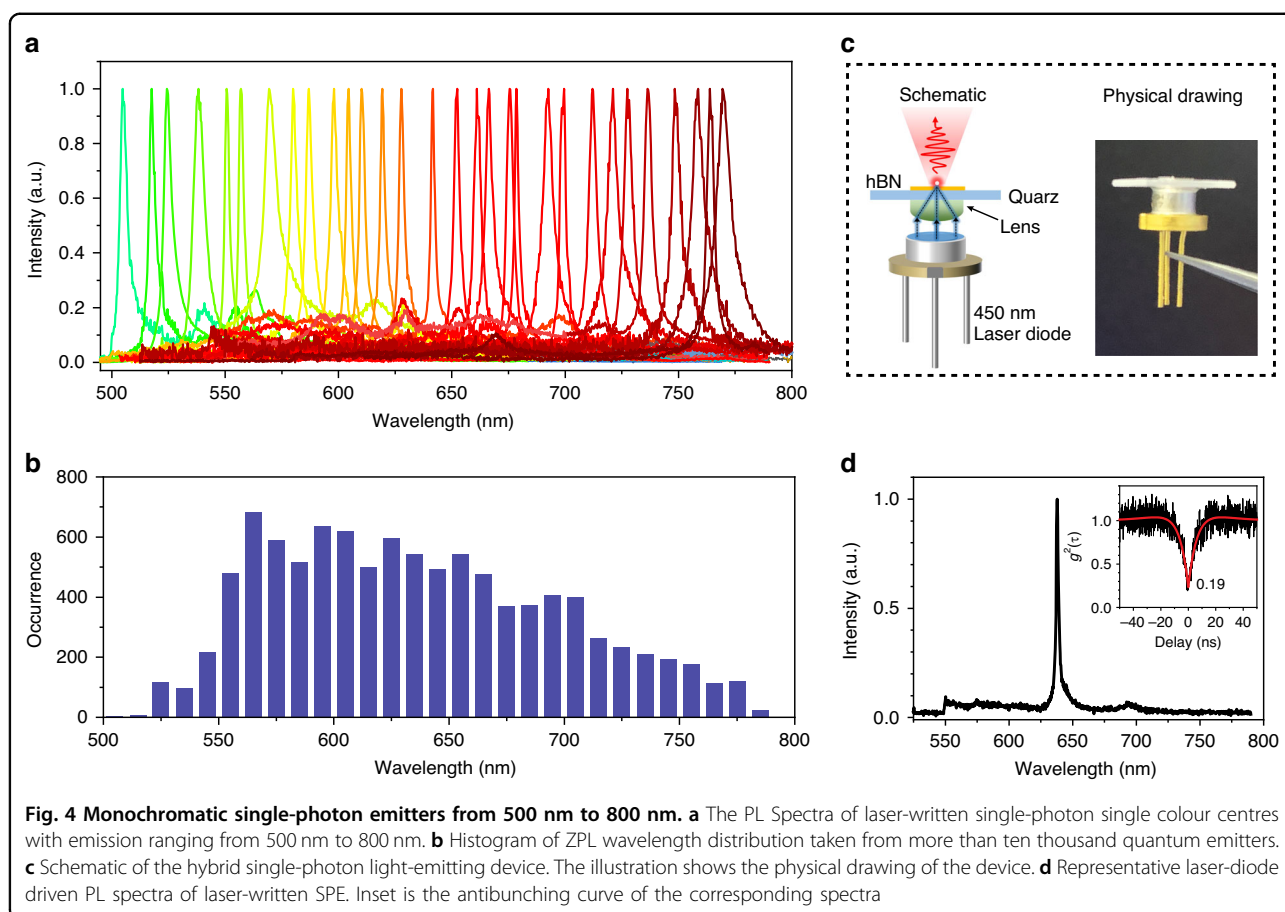 a
1.0
0.8
0.6
0.4
0.2
0.0
Intensity (a.u.)
500 550 600 650 700 750 800
Wavelength (nm)
c
Schematic
Physical drawing
hBN
Quarz
Lens
450 nm
Laser diode
b
800
600
400
200
0
Occurrence
500 550 600 650 700 750 800
Wavelength (nm)
d
1.0
0.5
0.0
Intensity (a.u.)
550 600 650 700 750 800
Wavelength (nm)
1.0
0.5
0.0
g²(τ)
0.19
−50 −20 0 20 40
Delay (ns)
Fig. 4 Monochromatic single-photon emitters from 500 nm to 800 nm. a The PL Spectra of laser-written single-photon single colour centres
with emission ranging from 500 nm to 800 nm. b Histogram of ZPL wavelength distribution taken from more than ten thousand quantum emitters.
c Schematic of the hybrid single-photon light-emitting device. The illustration shows the physical drawing of the device. d Representative laser-diode
driven PL spectra of laser-written SPE. Inset is the antibunching curve of the corresponding spectra